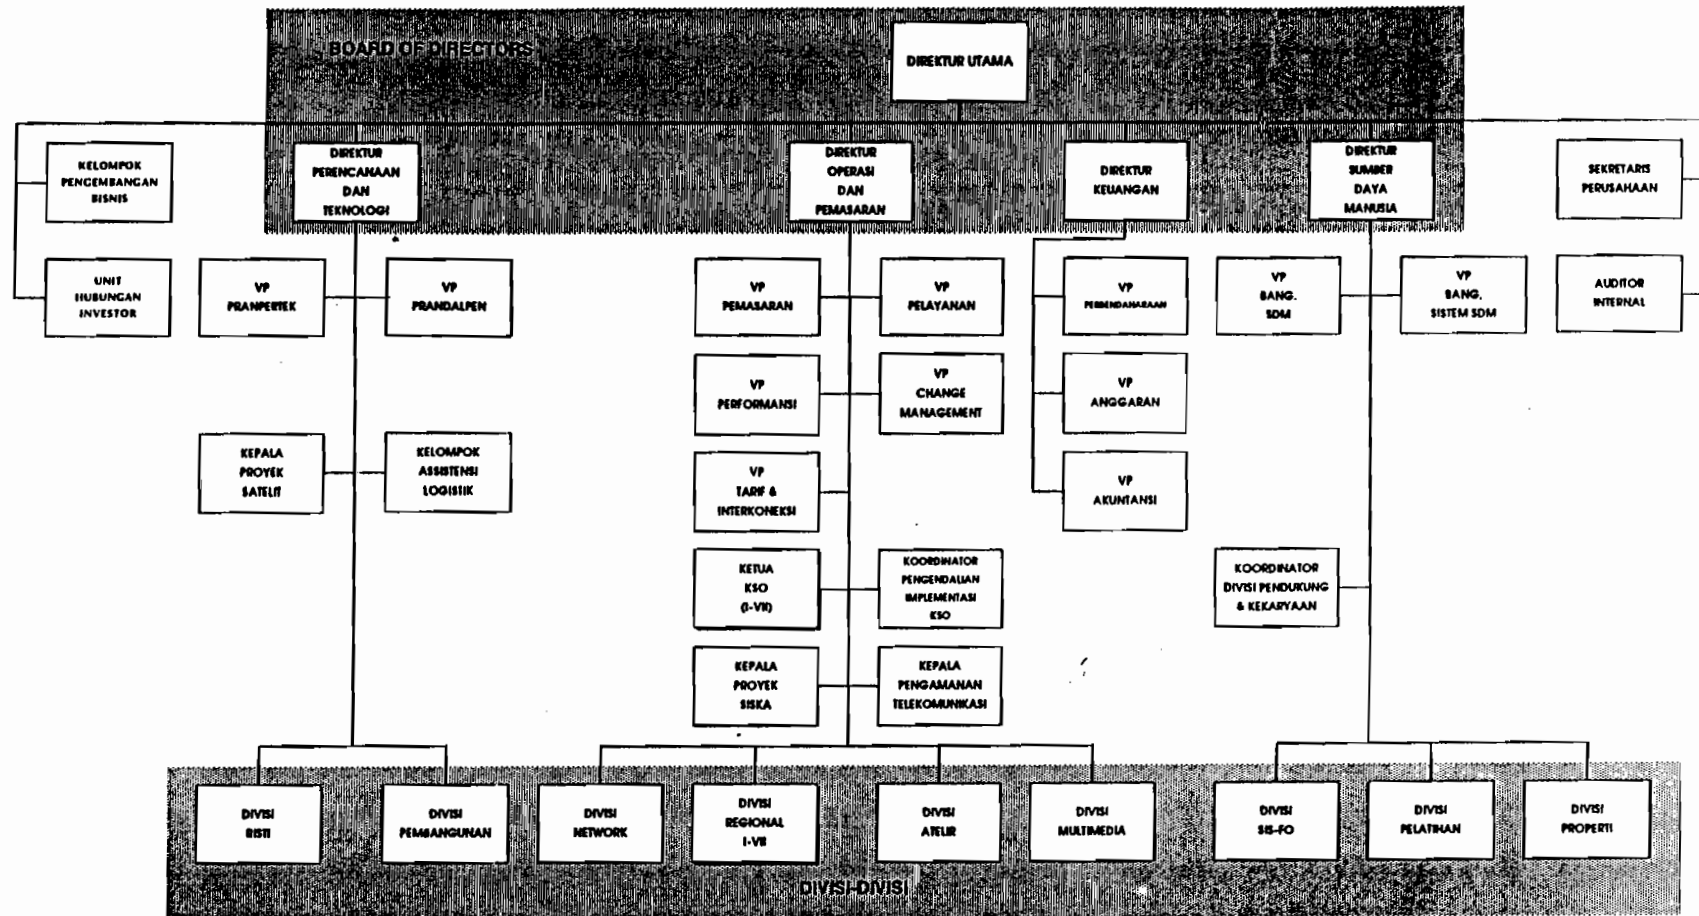 BOARD OF DIRECTORS
DIREKTUR UTAMA
KELOMPOK
PENGEMBANGAN
BISNIS
DIREKTUR
PERENCANAAN
DAN
TEKNOLOGI
DIREKTUR
OPERASI
DAN
PEMASARAN
DIREKTUR
KEUANGAN
DIREKTUR
SUMBER
DAYA
MANUSIA
SEKRETARIS
PERUSAHAAN
UNIT
HUBUNGAN
INVESTOR
VP
PRANPERTEK
VP
PRANDALPEN
VP
PEMASARAN
VP
PELAYANAN
VP
PERBENDAHARAAN
VP
BANG.
SDM
VP
BANG.
SISTEM SDM
AUDITOR
INTERNAL
VP
PERFORMANSI
VP
CHANGE
MANAGEMENT
VP
ANGGARAN
KEPALA
PROYEK
SATELIT
KELOMPOK
ASSISTENSI
LOGISTIK
VP
TARIF &
INTERKONEKSI
VP
AKUNTANSI
KETUA
KSO
(I-VII)
KOORDINATOR
PENGENDALIAN
IMPLEMENTASI
KSO
KOORDINATOR
DIVISI PENDUKUNG
& KEKARYAAN
KEPALA
PROYEK
SISKA
KEPALA
PENGAMANAN
TELEKOMUNIKASI
DIVISI
RISTI
DIVISI
PEMBANGUNAN
DIVISI
NETWORK
DIVISI
REGIONAL
I-VII
DIVISI
ATELIR
DIVISI
MULTIMEDIA
DIVISI
SIS-FO
DIVISI
PELATIHAN
DIVISI
PROPERTI
DIVISI-DIVISI